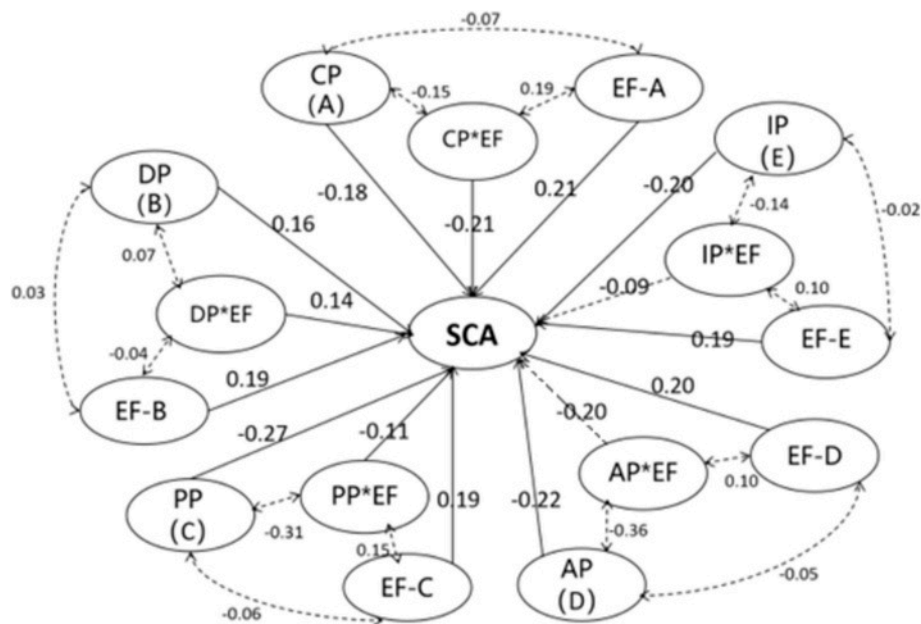 -0.07
CP
(A)
-0.15
0.19
EF-A
CP*EF
IP
(E)
DP
(B)
-0.18
-0.21
0.21
-0.20
-0.14
-0.02
0.16
0.07
IP*EF
0.03
DP*EF
0.14
-0.09
0.10
SCA
-0.04
0.19
EF-E
EF-B
0.19
0.20
-0.27
-0.11
-0.20
EF-D
PP
(C)
PP*EF
AP*EF
0.10
-0.31
0.19
-0.22
0.15
-0.36
EF-C
AP
(D)
-0.05
-0.06